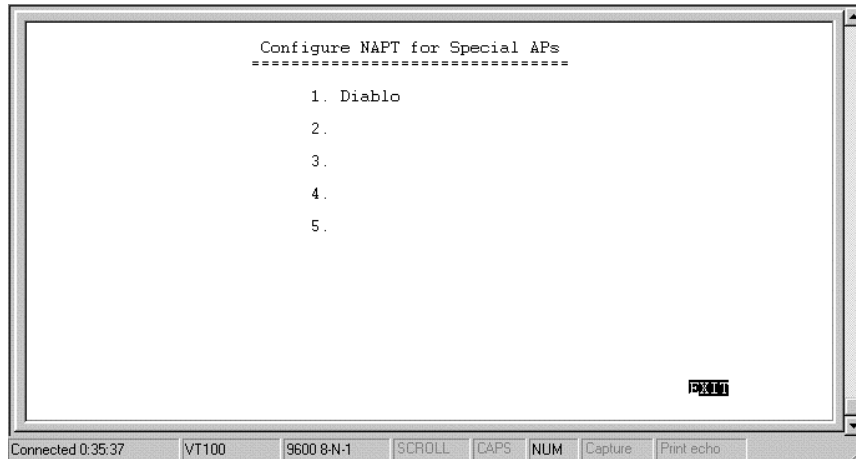 Configure NAPT for Special APs
================================
1. Diablo
2.
3.
4.
5.
EXIT
Connected 0:35:37 VT100 9600 8-N-1 SCROLL CAPS NUM Capture Print echo